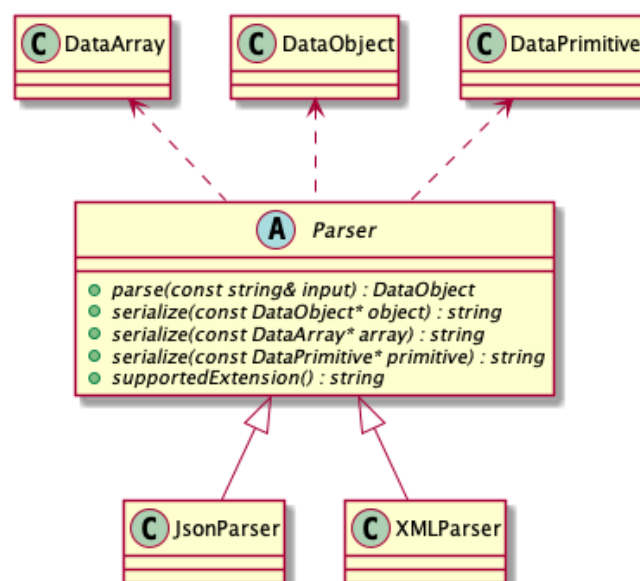 C DataArray
C DataObject
C DataPrimitive
A Parser
parse(const string& input) : DataObject
serialize(const DataObject* object) : string
serialize(const DataArray* array) : string
serialize(const DataPrimitive* primitive) : string
supportedExtension() : string
C JsonParser
C XMLParser